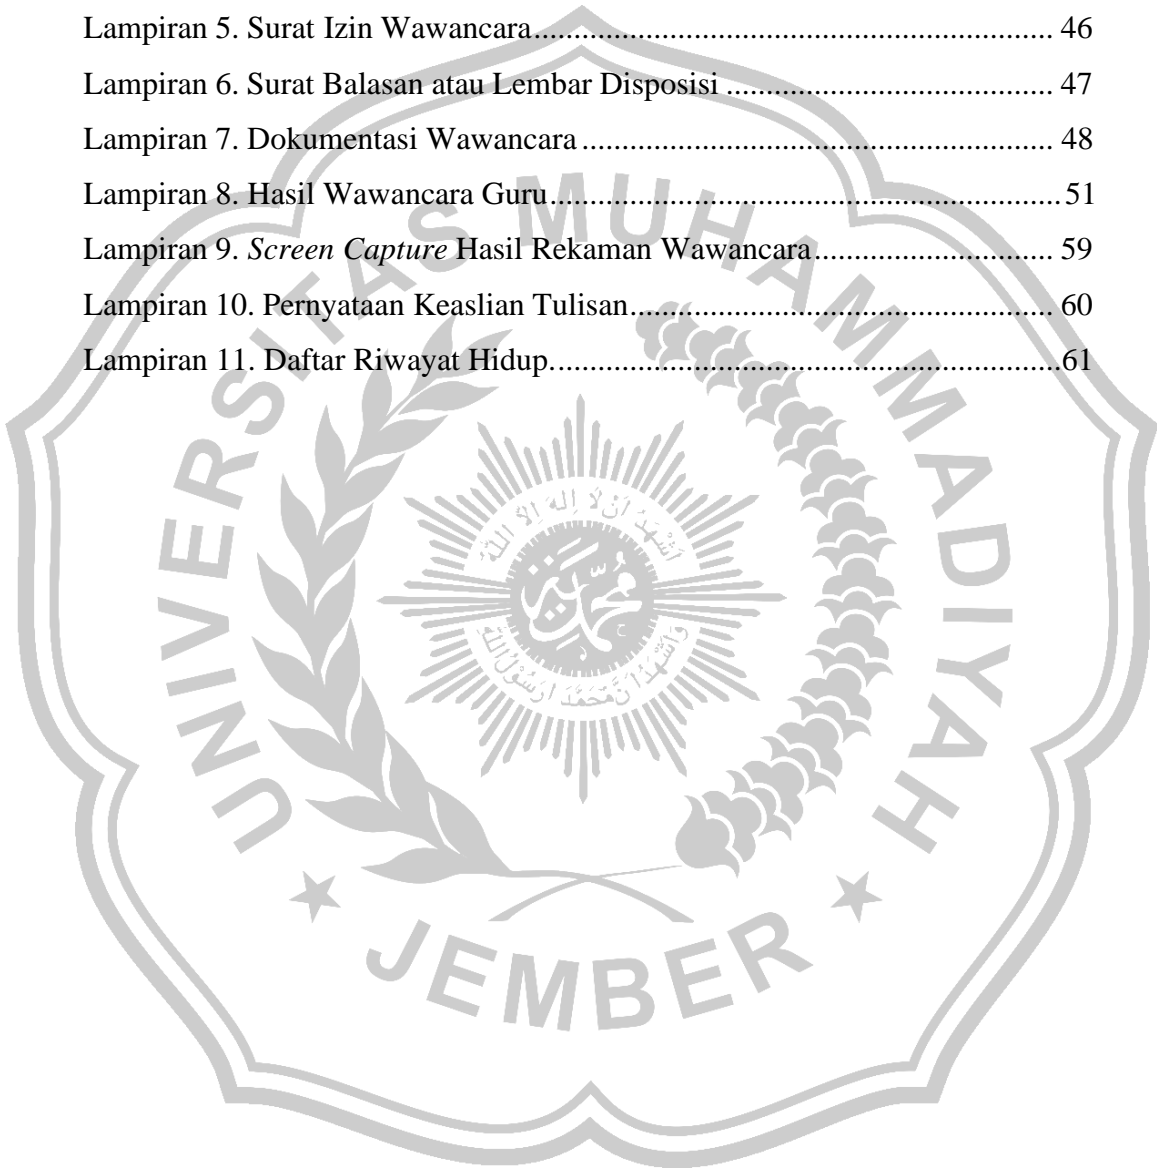 Lampiran 5. Surat Izin Wawancara................................................................. 46
Lampiran 6. Surat Balasan atau Lembar Disposisi ......................................... 47
Lampiran 7. Dokumentasi Wawancara ........................................................... 48
Lampiran 8. Hasil Wawancara Guru................................................................ 51
Lampiran 9. Screen Capture Hasil Rekaman Wawancara.............................. 59
Lampiran 10. Pernyataan Keaslian Tulisan..................................................... 60
Lampiran 11. Daftar Riwayat Hidup................................................................61
UNIVERSITAS MUHAMMADIYAH
JEMBER